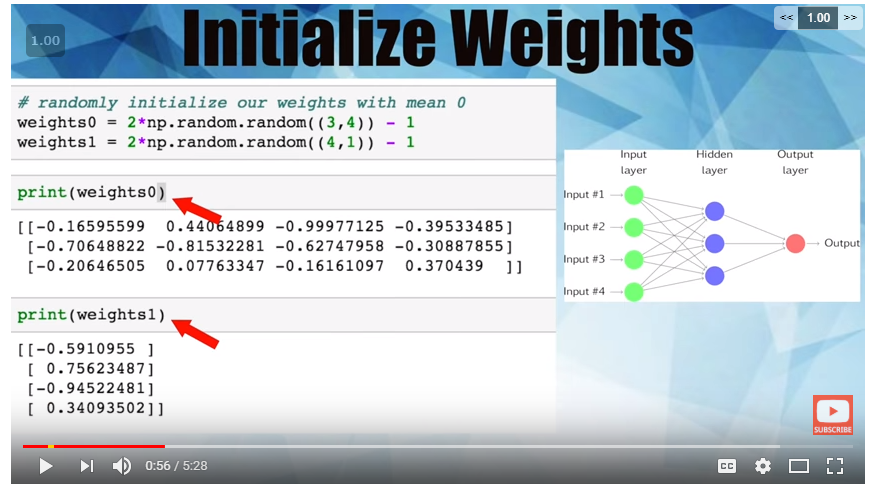 Initialize Weights
<< 1.00 >>
1.00
# randomly initialize our weights with mean 0
weights0 = 2*np.random.random((3,4)) - 1
weights1 = 2*np.random.random((4,1)) - 1
print(weights0)
[[-0.16595599 0.44064899 -0.99977125 -0.39533485]
[-0.70648822 -0.81532281 -0.62747958 -0.30887855]
[-0.20646505 0.07763347 -0.16161097 0.370439 ]]
print(weights1)
[[-0.5910955 ]
[ 0.75623487]
[-0.94522481]
[ 0.34093502]]
Input layer
Hidden layer
Output layer
Input #1
Input #2
Input #3
Input #4
Output
SUBSCRIBE
0:56 / 5:28
CC